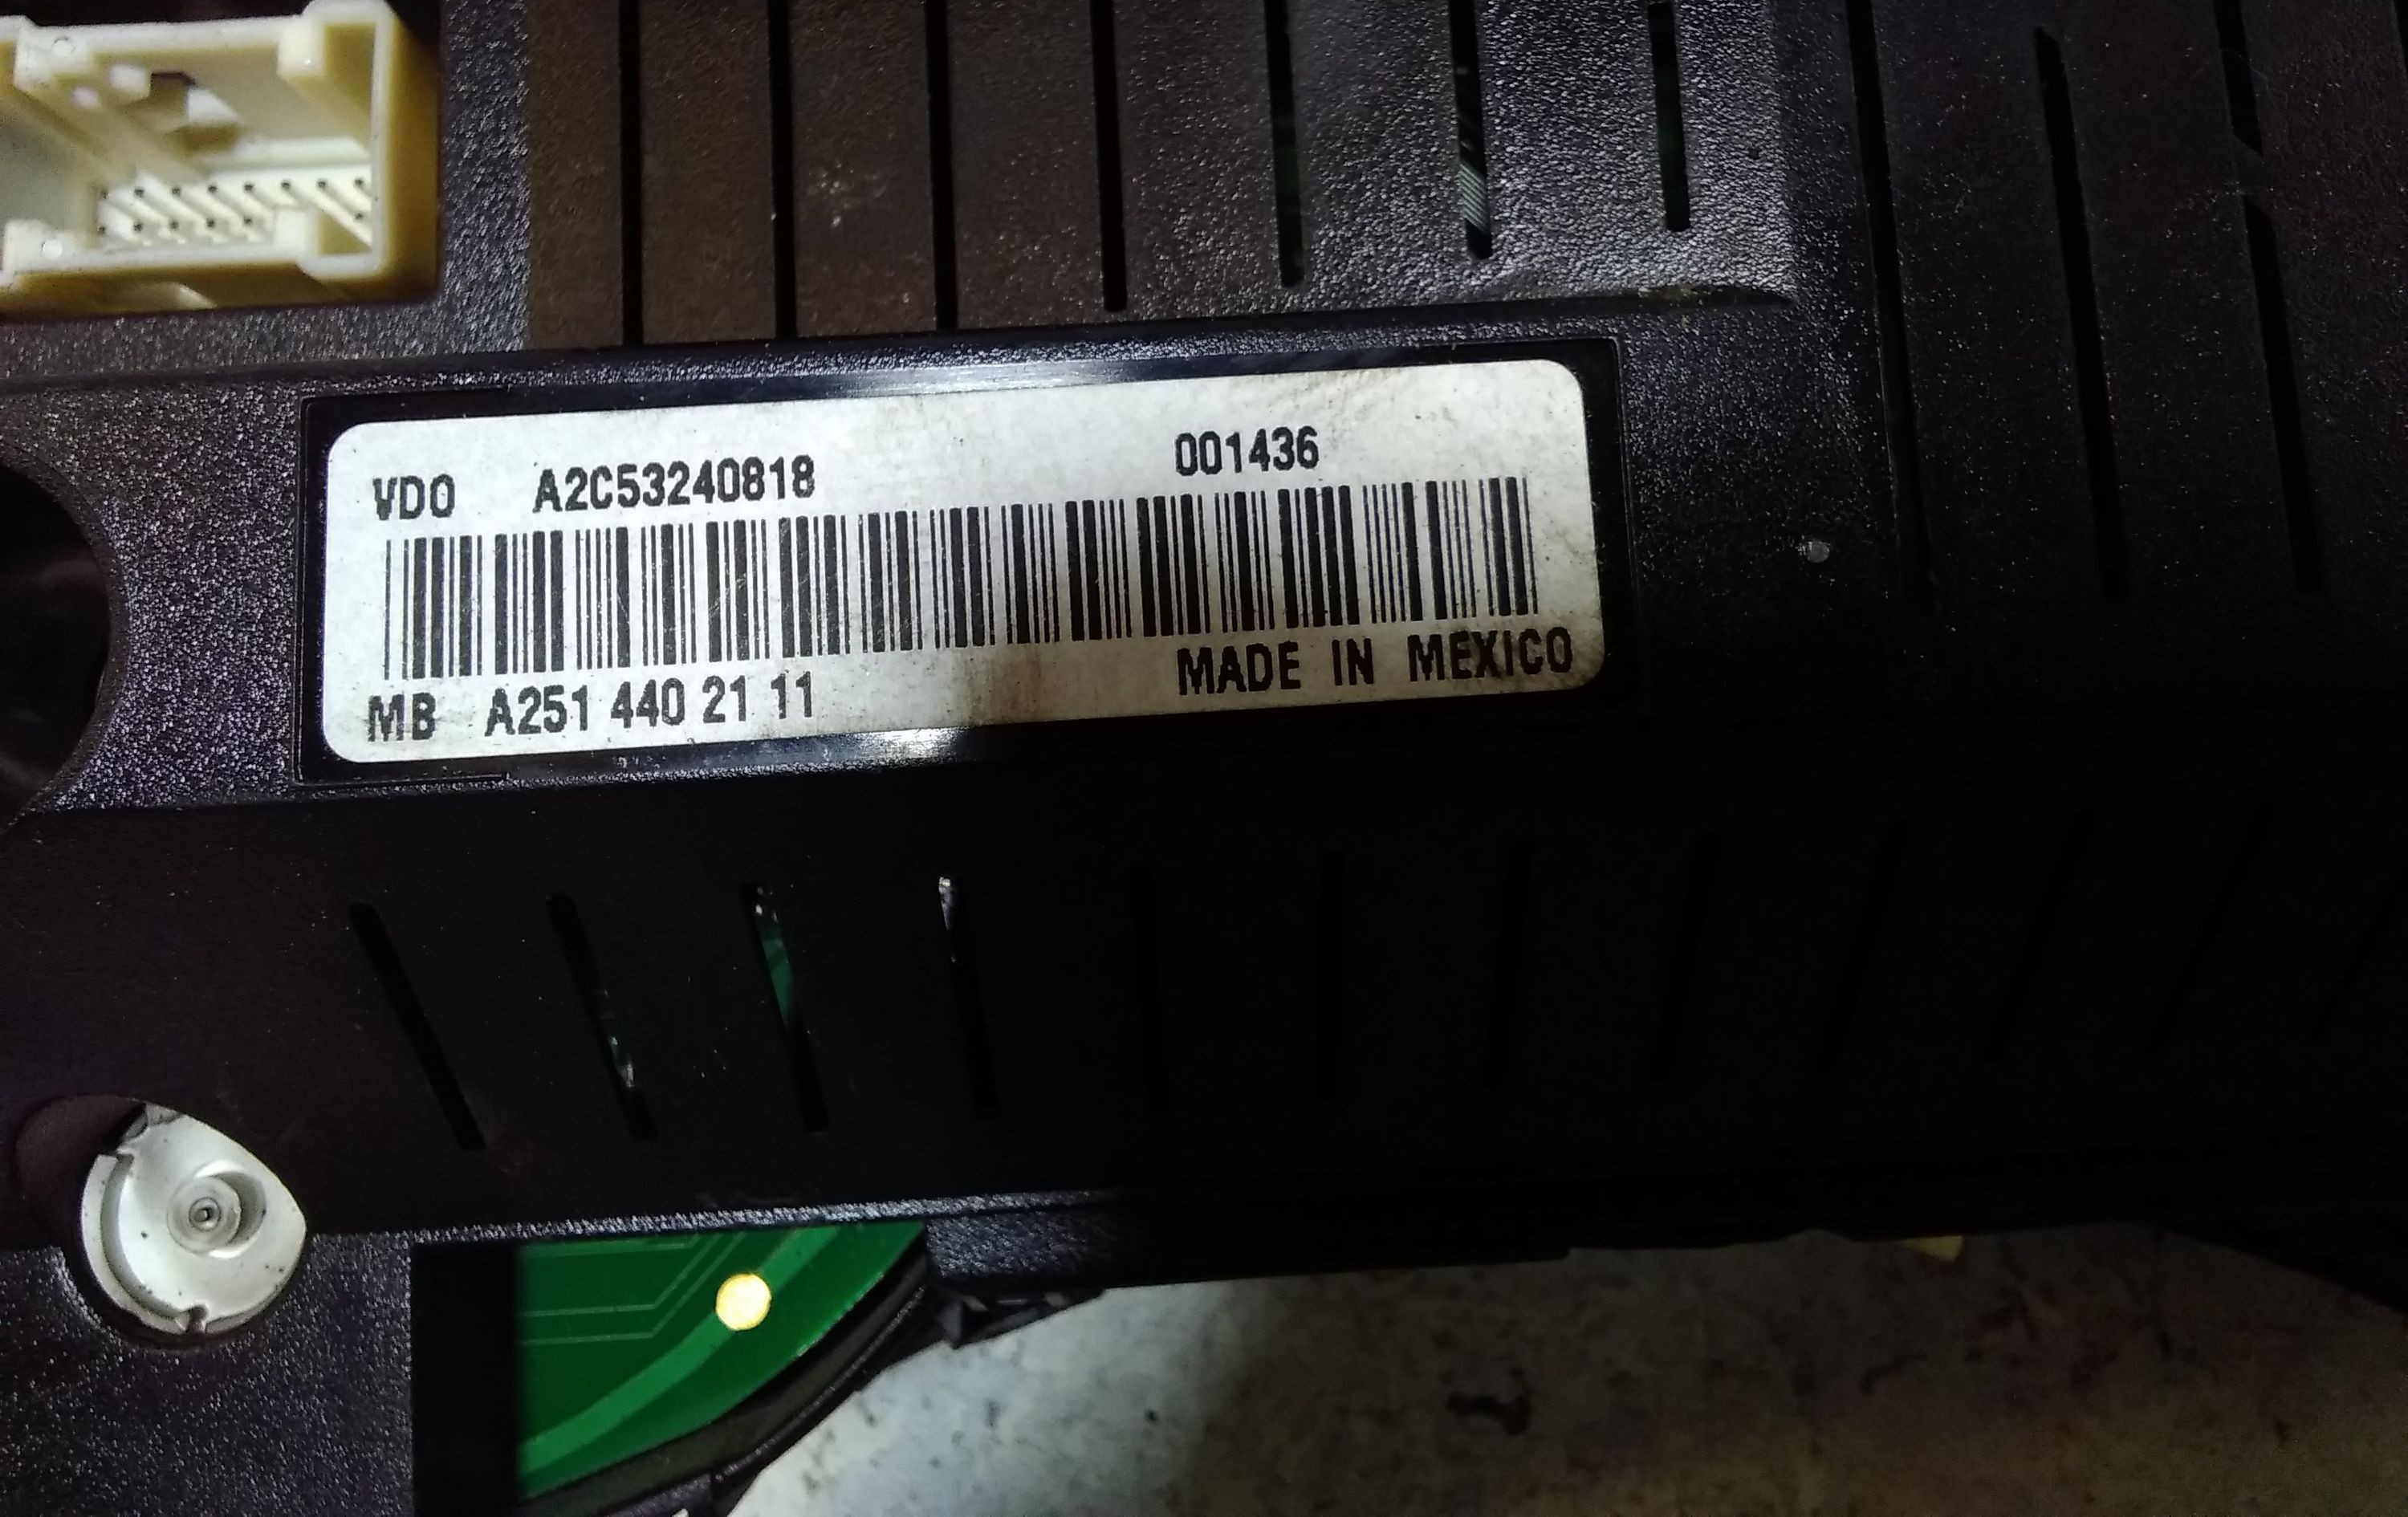 VDO A2C53240818 001436
MB A251 440 21 11 MADE IN MEXICO